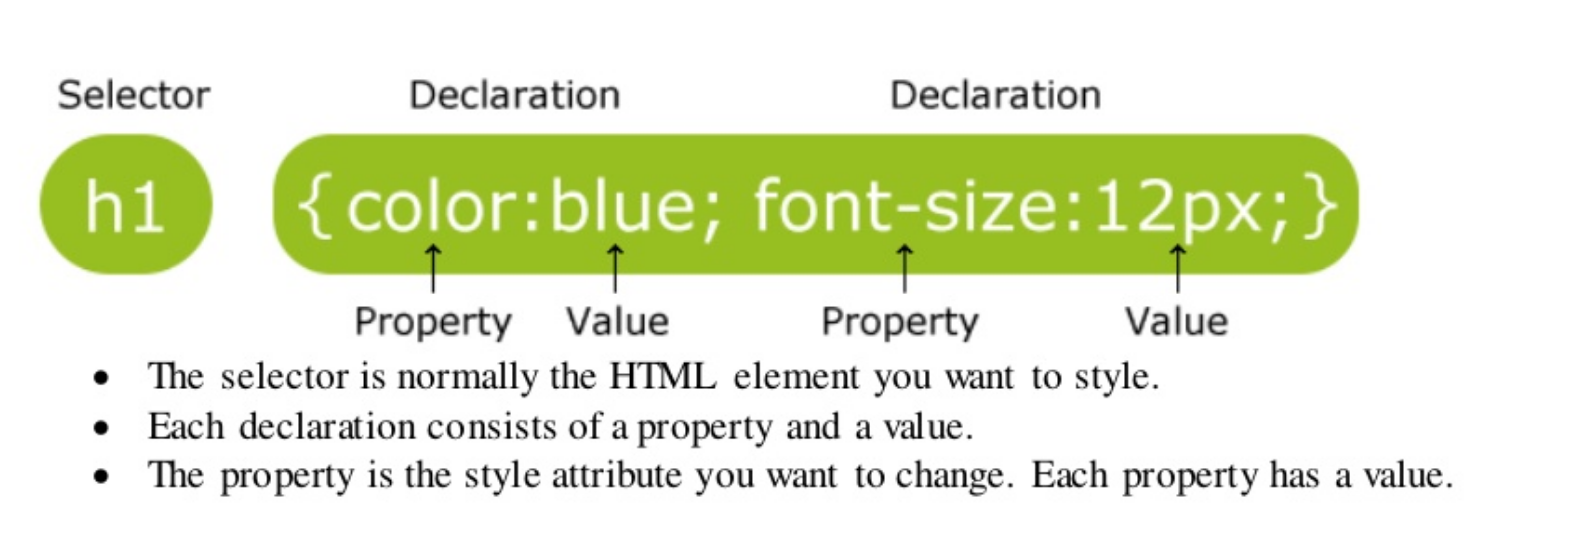 Selector Declaration Declaration
h1 {color:blue; font-size:12px;}
Property Value Property Value
• The selector is normally the HTML element you want to style.
• Each declaration consists of a property and a value.
• The property is the style attribute you want to change. Each property has a value.